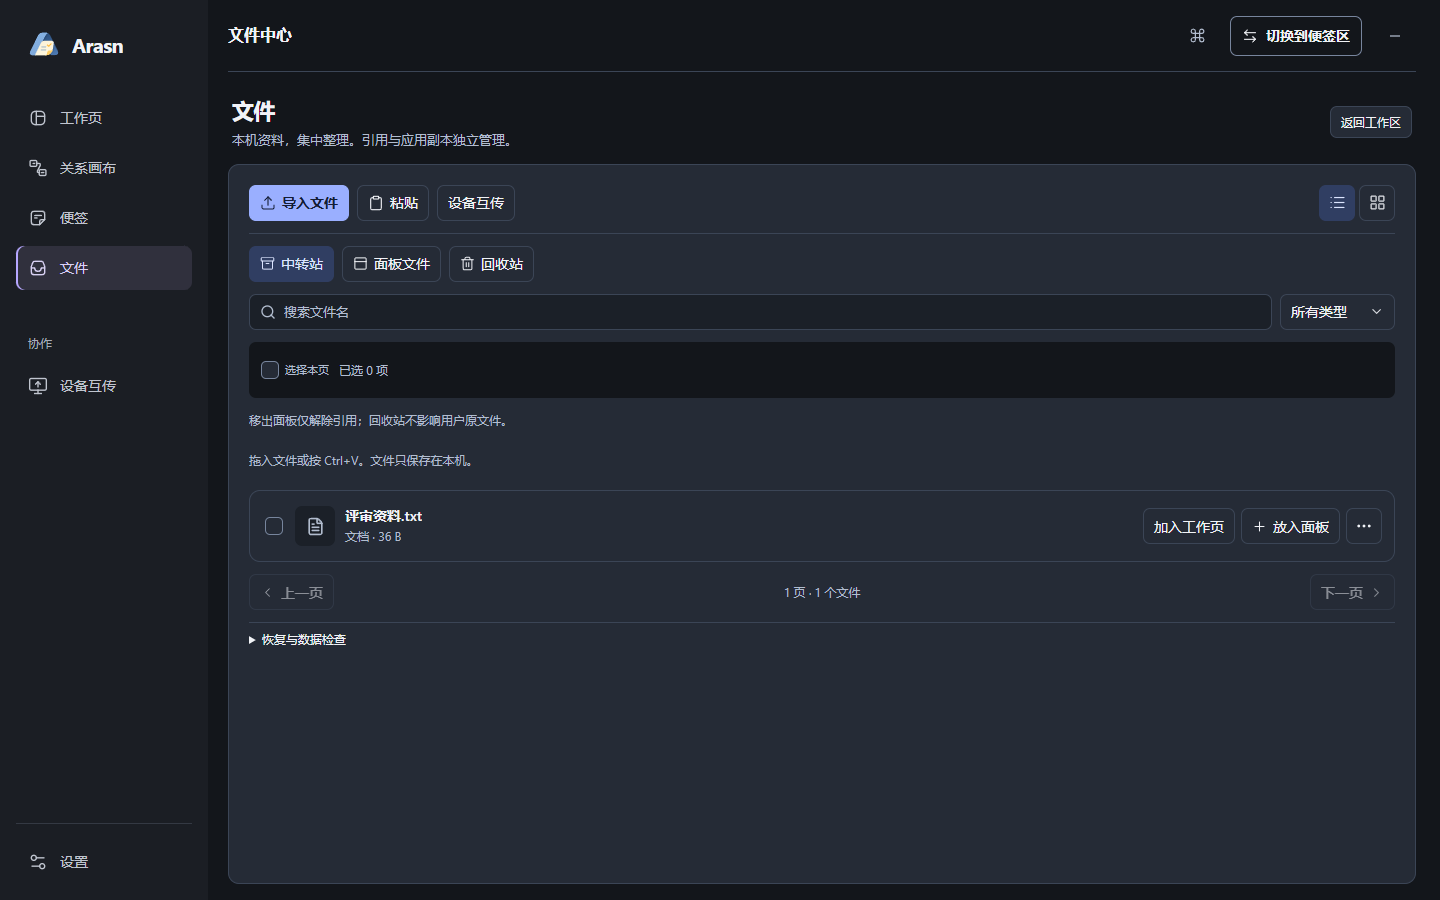 Arasn
工作页
关系画布
便签
文件
协作
设备互传
设置
文件中心
切换到便签区
文件
本机资料，集中整理。引用与应用副本独立管理。
返回工作区
导入文件 粘贴 设备互传
中转站 面板文件 回收站
搜索文件名 所有类型
选择本页 已选 0 项
移出面板仅解除引用；回收站不影响用户原文件。
拖入文件或按 Ctrl+V。文件只保存在本机。
评审资料.txt
文档 · 36 B
加入工作页 放入面板
上一页 1 页 · 1 个文件 下一页
恢复与数据检查